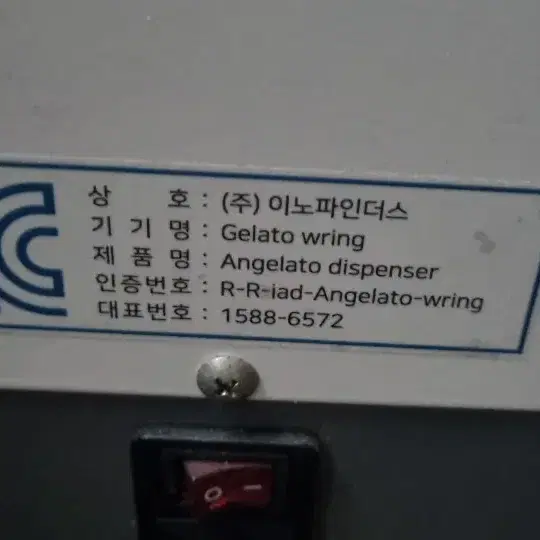 상 호 : (주) 이노파인더스
기 기 명 : Gelato wring
제 품 명 : Angelato dispenser
인증번호 : R-R-iad-Angelato-wring
대표번호 : 1588-6572